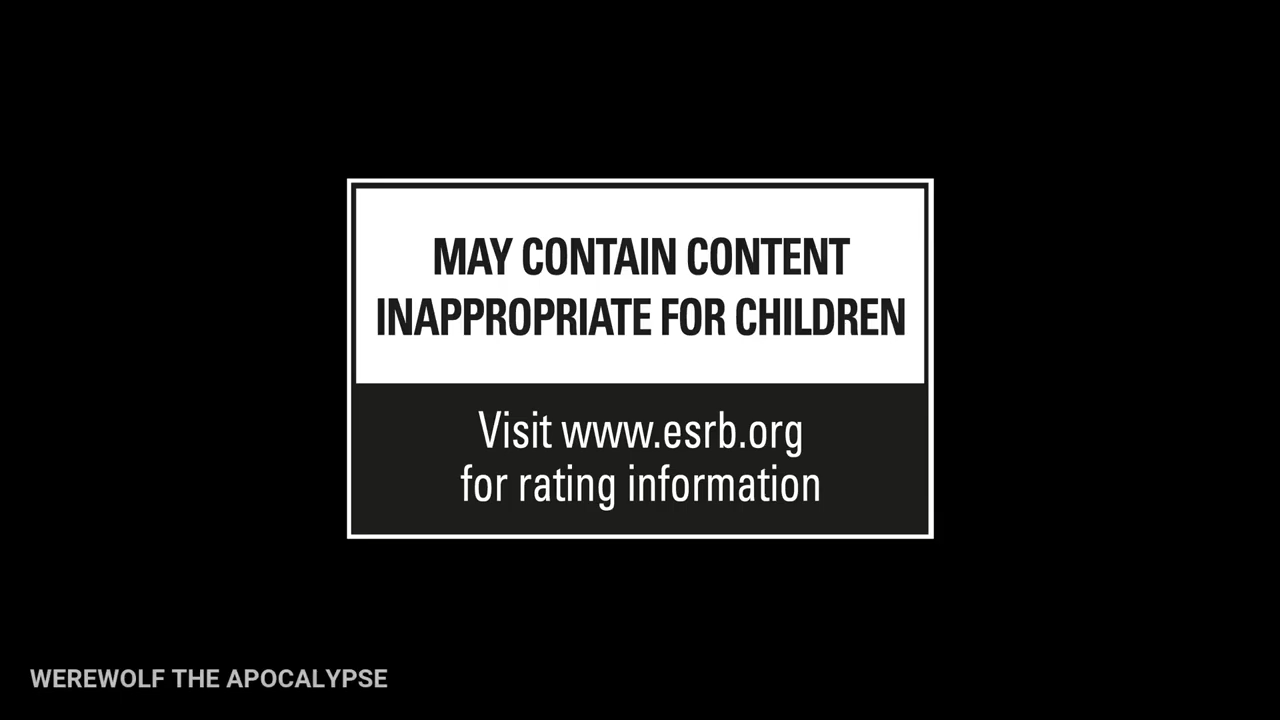 MAY CONTAIN CONTENT
INAPPROPRIATE FOR CHILDREN
Visit www.esrb.org
for rating information
WEREWOLF THE APOCALYPSE